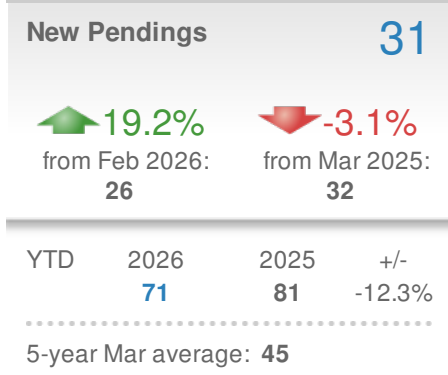 New Pendings 31
19.2% -3.1%
from Feb 2026: from Mar 2025:
26 32
YTD 2026 2025 +/-
71 81 -12.3%
5-year Mar average: 45